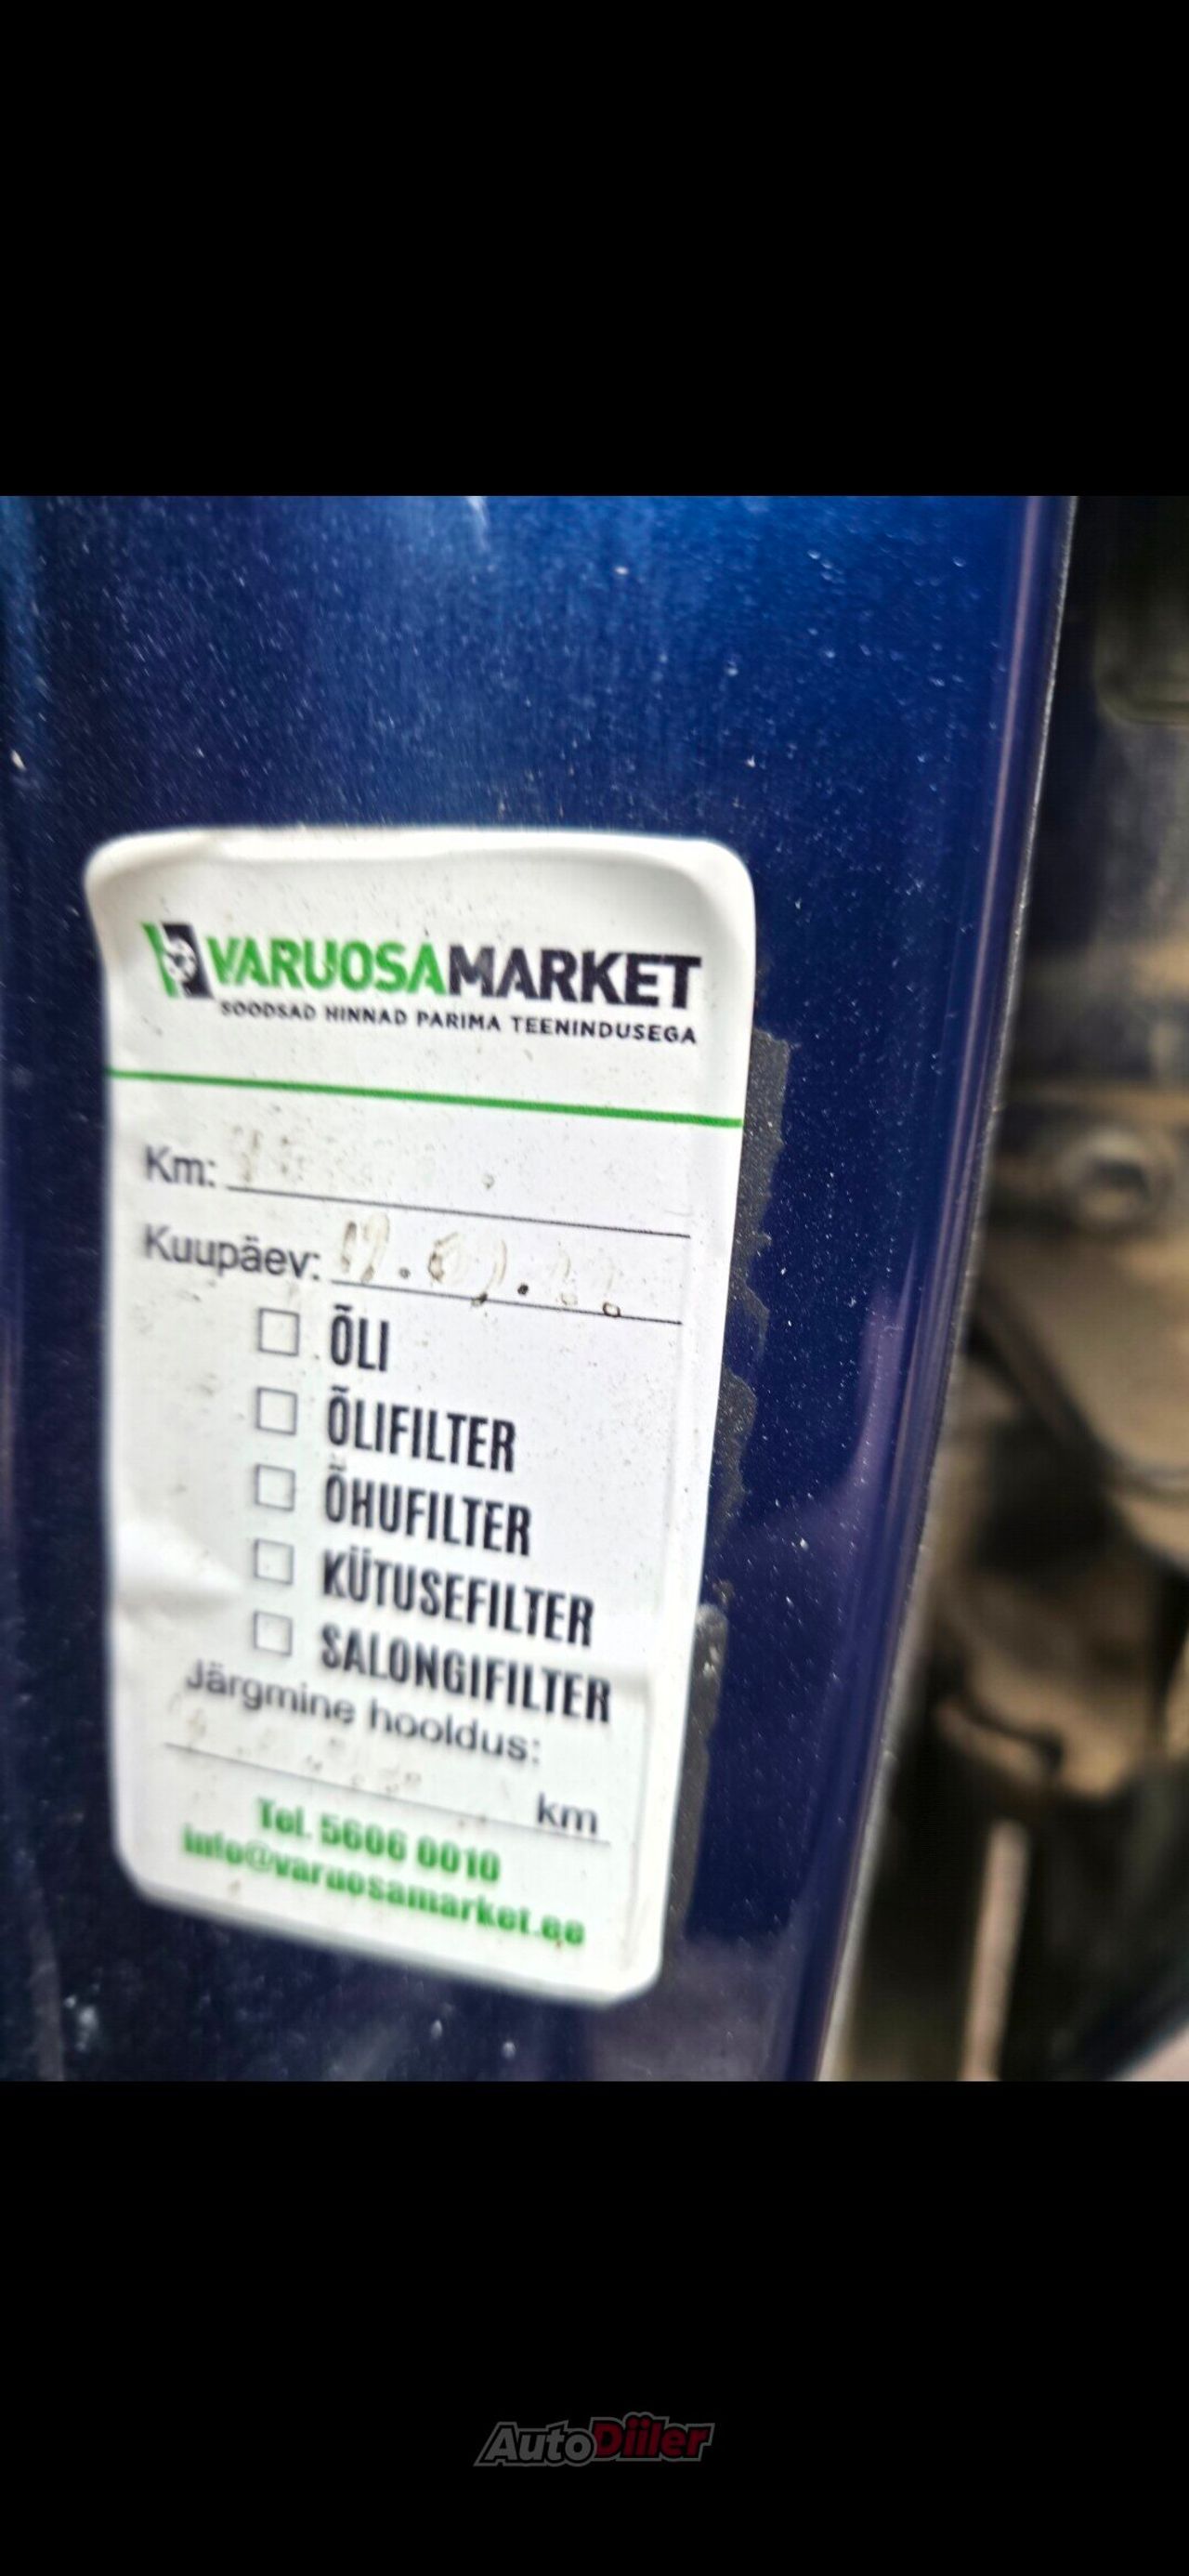 VARUOSAMARKET
SOODSAD HINNAD PARIMA TEENINDUSEGA
Km:
Kuupäev:
ÕLI
ÕLIFILTER
ÕHUFILTER
KÜTUSEFILTER
SALONGIFILTER
Järgmine hooldus:
km
Tel. 5606 0010
info@varuosamarket.ee
AutoDiiler